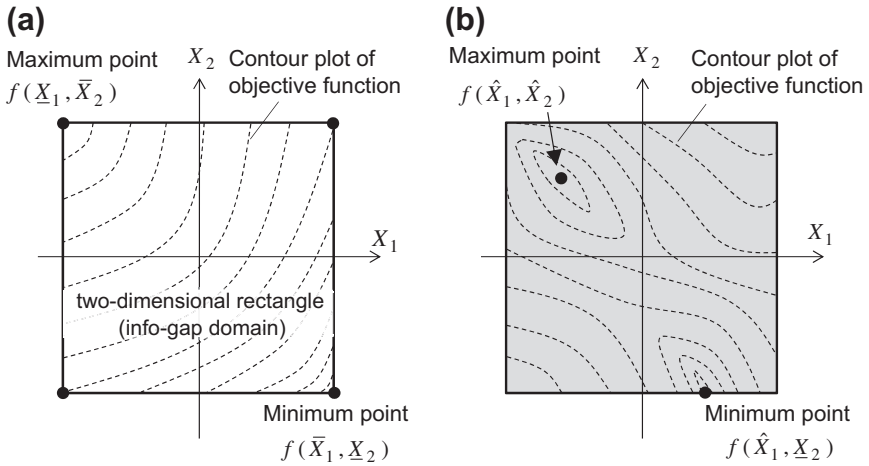 (a)
Maximum point
f(X̲₁, X̅₂)
X₂
Contour plot of
objective function
X₁
two-dimensional rectangle
(info-gap domain)
Minimum point
f(X̅₁, X̲₂)
(b)
Maximum point
f(X̂₁, X̂₂)
X₂
Contour plot of
objective function
X₁
Minimum point
f(X̂₁, X̲₂)